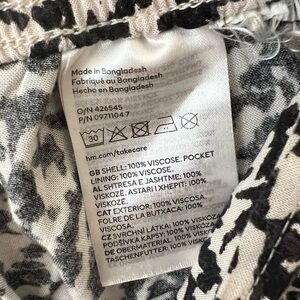 Made in Bangladesh
Fabriqué au Bangladesh
Hecho en Bangladesh
O/N 426545
P/N 0971104 7
30
hm.com/takecare
GB SHELL: 100% VISCOSE. POCKET
LINING: 100% VISCOSE.
AL SHTRESA E JASHTME: 100%
VISKOZË. ASTARI I XHEPIT: 100%
VISKOZË.
CAT EXTERIOR: 100% VISCOSA.
FOLRE DE LA BUTXACA: 100%
VISCOSA.
CZ SVRCHNÍ LÁTKA: 100% VISKÓZA
PODŠÍVKA KAPSY: 100% VISKÓZA
DE OBERMATERIAL: 100% VISKOSE
TASCHENFUTTER: 100% VISKOSE